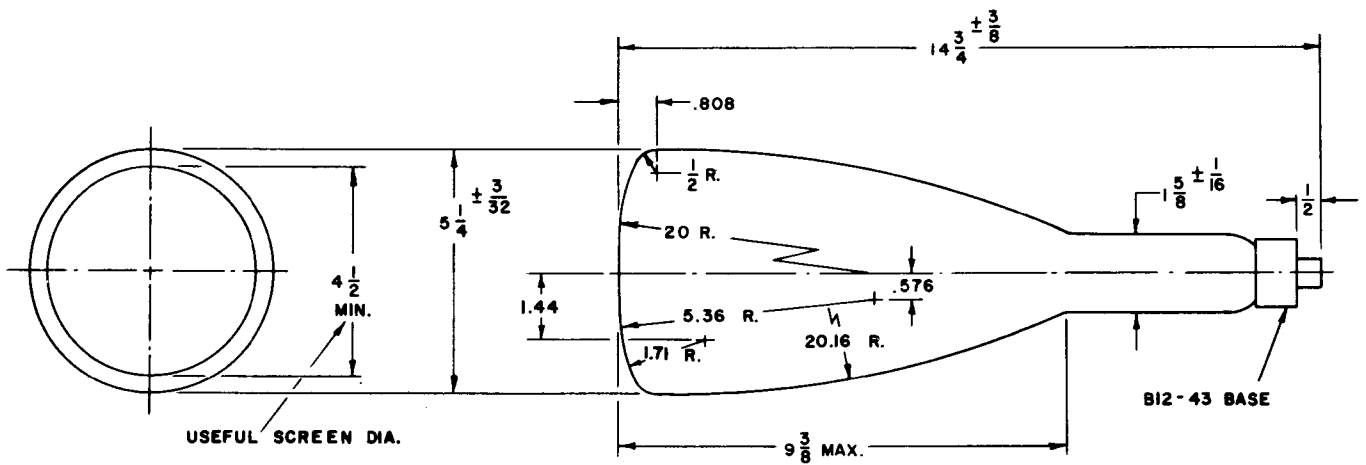 14 3/4 ± 3/8
.808
1/2 R.
5 1/4 ± 3/32
1 5/8 ± 1/16
1/2
20 R.
4 1/2
MIN.
.576
1.44
5.36 R.
20.16 R.
1.71 R.
B12-43 BASE
USEFUL SCREEN DIA.
9 3/8 MAX.